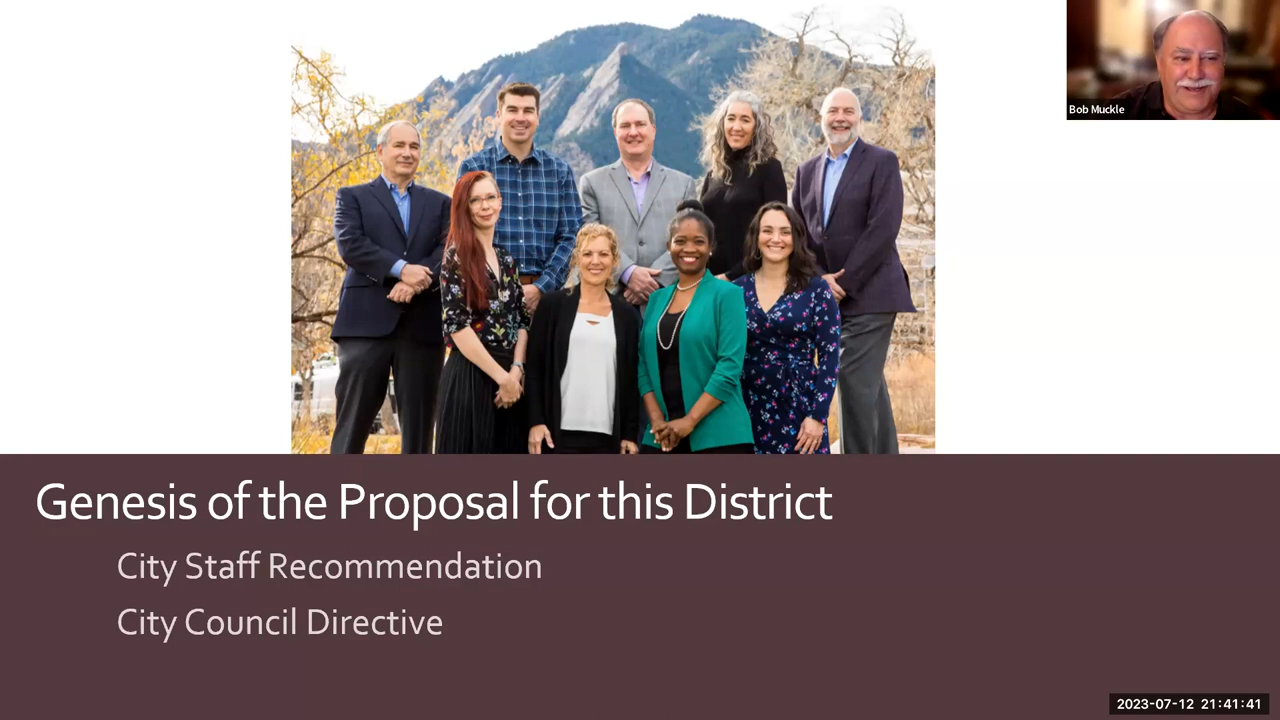 Bob Muckle
Genesis of the Proposal for this District
City Staff Recommendation
City Council Directive
2023-07-12 21:41:41